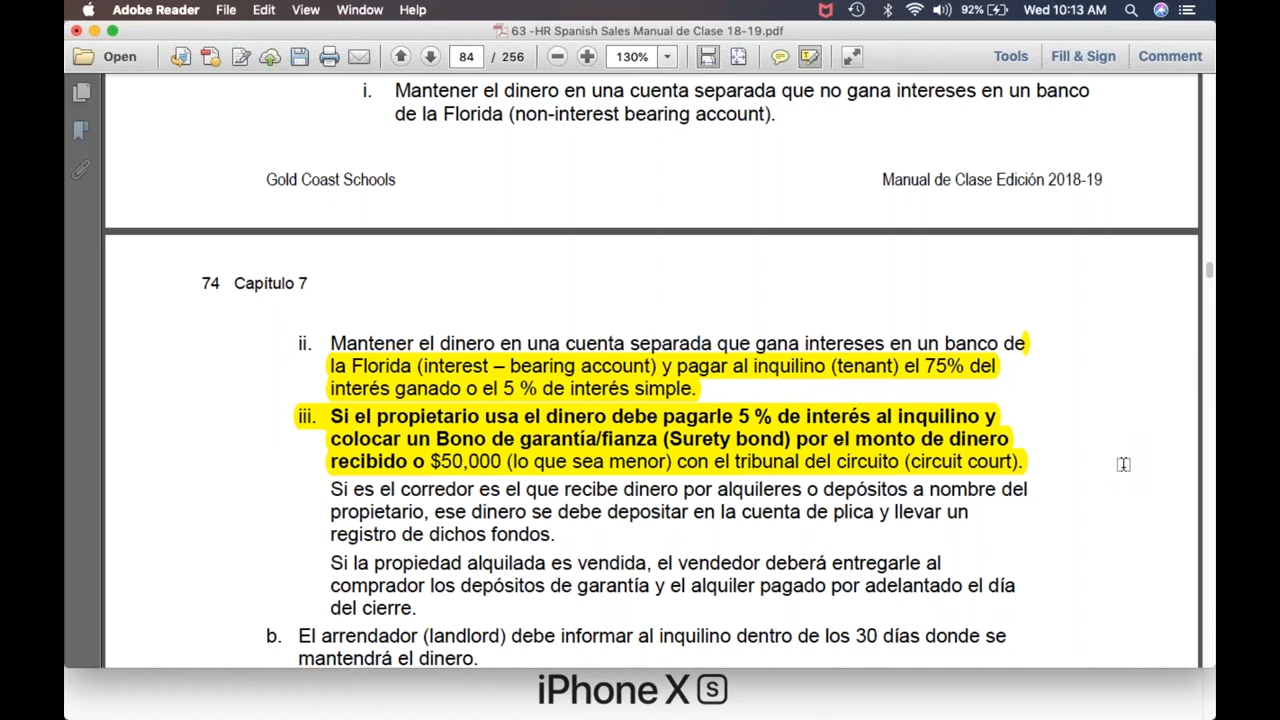 Adobe Reader File Edit View Window Help 92% Wed 10:13 AM
63 -HR Spanish Sales Manual de Clase 18-19.pdf
Open 84 / 256 130% Tools Fill & Sign Comment
i. Mantener el dinero en una cuenta separada que no gana intereses en un banco
de la Florida (non-interest bearing account).
Gold Coast Schools Manual de Clase Edición 2018-19
74 Capítulo 7
ii. Mantener el dinero en una cuenta separada que gana intereses en un banco de
la Florida (interest – bearing account) y pagar al inquilino (tenant) el 75% del
interés ganado o el 5 % de interés simple.
iii. Si el propietario usa el dinero debe pagarle 5 % de interés al inquilino y
colocar un Bono de garantía/fianza (Surety bond) por el monto de dinero
recibido o $50,000 (lo que sea menor) con el tribunal del circuito (circuit court).
Si es el corredor es el que recibe dinero por alquileres o depósitos a nombre del
propietario, ese dinero se debe depositar en la cuenta de plica y llevar un
registro de dichos fondos.
Si la propiedad alquilada es vendida, el vendedor deberá entregarle al
comprador los depósitos de garantía y el alquiler pagado por adelantado el día
del cierre.
b. El arrendador (landlord) debe informar al inquilino dentro de los 30 días donde se
mantendrá el dinero.
iPhone XS